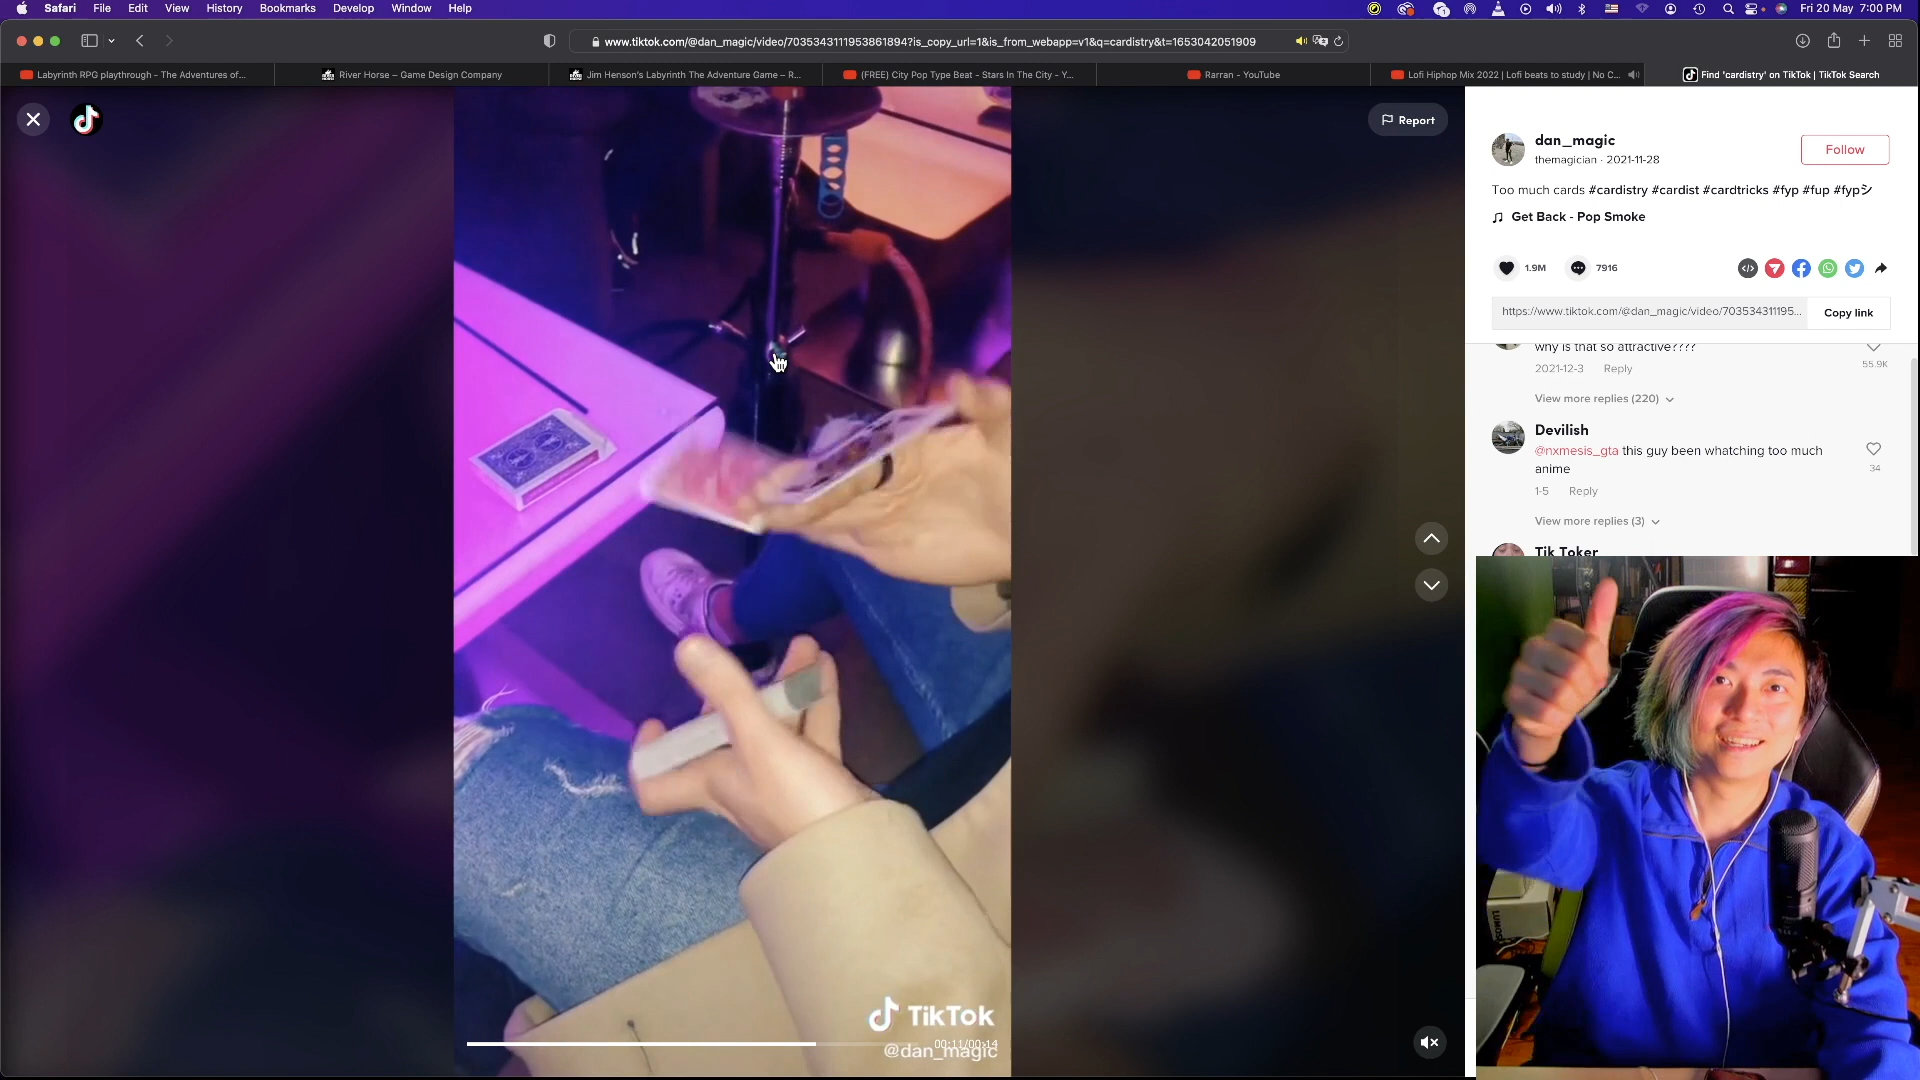 Safari File Edit View History Bookmarks Develop Window Help
Fri 20 May 7:00 PM
www.tiktok.com/@dan_magic/video/7035343111953861894?is_copy_url=1&is_from_webapp=v1&q=cardistry&t=1653042051909
Labyrinth RPG playthrough - The Adventures of...
River Horse – Game Design Company
Jim Henson's Labyrinth The Adventure Game – R...
(FREE) City Pop Type Beat - Stars In The City - Y...
Rarran - YouTube
Lofi Hiphop Mix 2022 | Lofi beats to study | No C...
Find 'cardistry' on TikTok | TikTok Search
Report
dan_magic
themagician · 2021-11-28
Follow
Too much cards #cardistry #cardist #cardtricks #fyp #fup #fypシ
Get Back - Pop Smoke
1.9M
7916
https://www.tiktok.com/@dan_magic/video/703534311195...
Copy link
why is that so attractive????
55.9K
2021-12-3 Reply
View more replies (220)
Devilish
@nxmesis_gta this guy been whatching too much
anime
34
1-5 Reply
View more replies (3)
Tik Toker
TikTok
00:11/00:14
@dan_magic